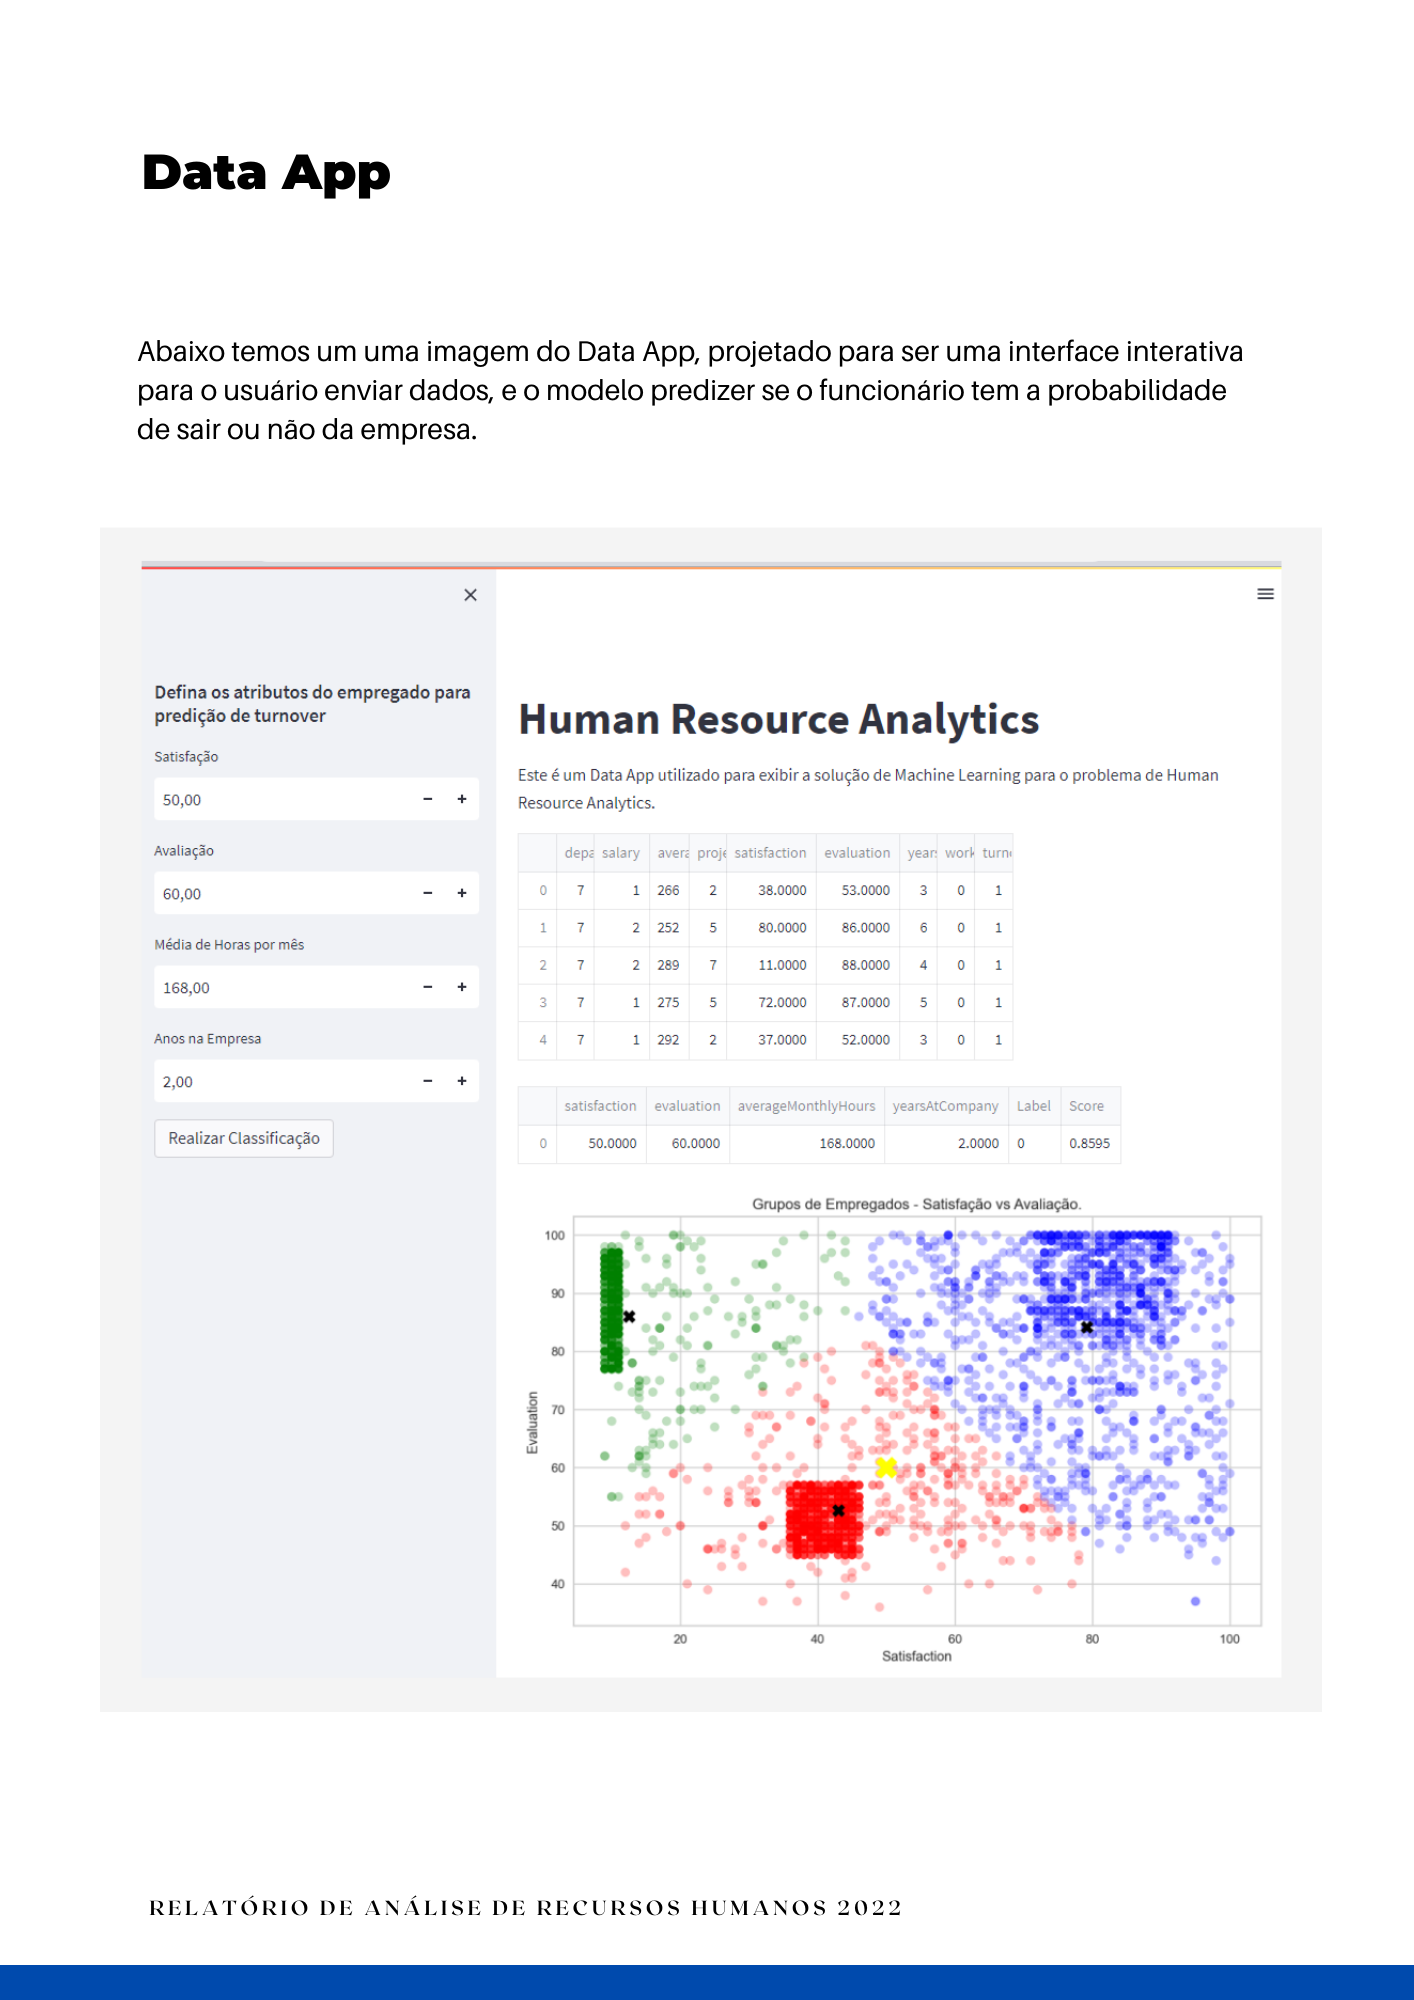 Data App
Abaixo temos um uma imagem do Data App, projetado para ser uma interface interativa
para o usuário enviar dados, e o modelo predizer se o funcionário tem a probabilidade
de sair ou não da empresa.
Defina os atributos do empregado para
predição de turnover
Satisfação
50,00
Avaliação
60,00
Média de Horas por mês
168,00
Anos na Empresa
2,00
Realizar Classificação
Human Resource Analytics
Este é um Data App utilizado para exibir a solução de Machine Learning para o problema de Human
Resource Analytics.
depa salary avera proje satisfaction evaluation years work turno
0 7 1 266 2 38.0000 53.0000 3 0 1
1 7 2 252 5 80.0000 86.0000 6 0 1
2 7 2 289 7 11.0000 88.0000 4 0 1
3 7 1 275 5 72.0000 87.0000 5 0 1
4 7 1 292 2 37.0000 52.0000 3 0 1
satisfaction evaluation averageMonthlyHours yearsAtCompany Label Score
0 50.0000 60.0000 168.0000 2.0000 0 0.8595
Grupos de Empregados - Satisfação vs Avaliação.
100
90
80
70
60
50
40
Evaluation
20 40 60 80 100
Satisfaction
RELATÓRIO DE ANÁLISE DE RECURSOS HUMANOS 2022